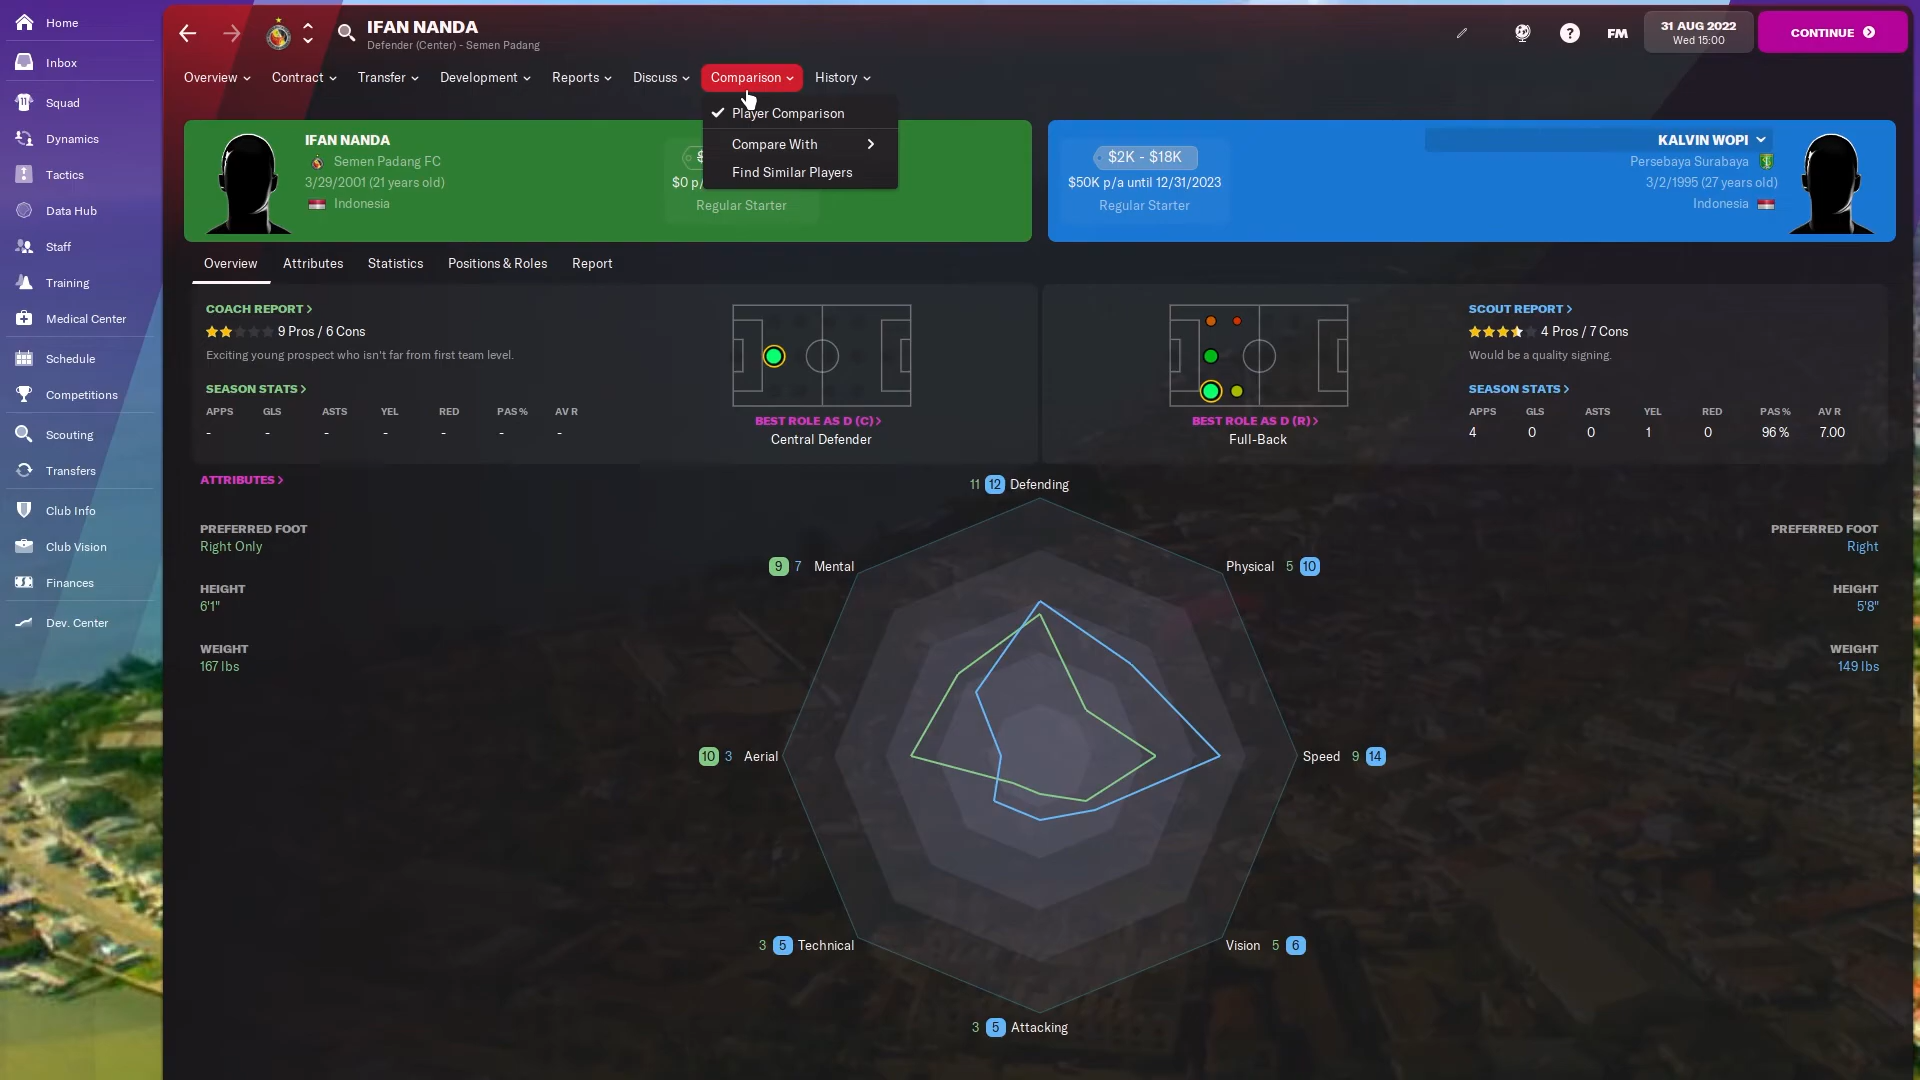 Home
Inbox
Squad
Dynamics
Tactics
Data Hub
Staff
Training
Medical Center
Schedule
Competitions
Scouting
Transfers
Club Info
Club Vision
Finances
Dev. Center
IFAN NANDA
Defender (Center) - Semen Padang
FM
31 AUG 2022
Wed 15:00
CONTINUE
Overview Contract Transfer Development Reports Discuss Comparison History
Player Comparison
Compare With
Find Similar Players
IFAN NANDA
Semen Padang FC
3/29/2001 (21 years old)
Indonesia
$0 p/
Regular Starter
$2K - $18K
$50K p/a until 12/31/2023
Regular Starter
KALVIN WOPI
Persebaya Surabaya
3/2/1995 (27 years old)
Indonesia
Overview Attributes Statistics Positions & Roles Report
COACH REPORT >
9 Pros / 6 Cons
Exciting young prospect who isn't far from first team level.
SEASON STATS >
APPS GLS ASTS YEL RED PAS % AV R
- - - - - - -
BEST ROLE AS D (C) >
Central Defender
BEST ROLE AS D (R) >
Full-Back
SCOUT REPORT >
4 Pros / 7 Cons
Would be a quality signing.
SEASON STATS >
APPS GLS ASTS YEL RED PAS % AV R
4 0 0 1 0 96 % 7.00
ATTRIBUTES >
PREFERRED FOOT
Right Only
HEIGHT
6'1"
WEIGHT
167 lbs
11 12 Defending
9 7 Mental
Physical 5 10
10 3 Aerial
Speed 9 14
3 5 Technical
Vision 5 6
3 5 Attacking
PREFERRED FOOT
Right
HEIGHT
5'8"
WEIGHT
149 lbs